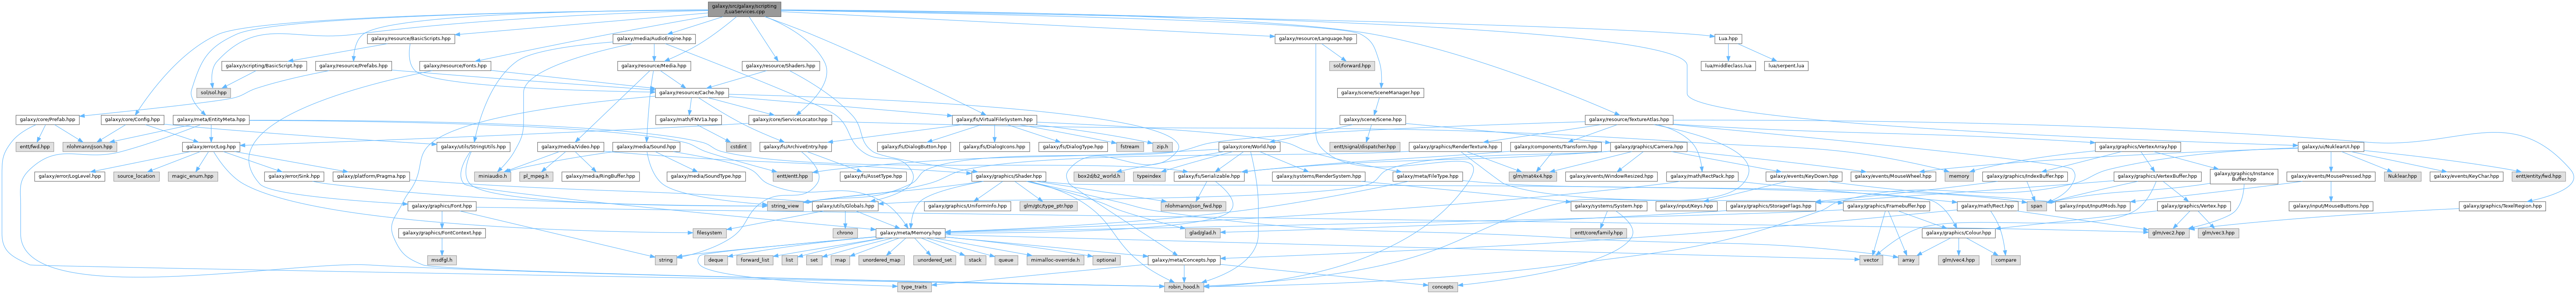 galaxy/src/galaxy/scripting
/LuaServices.cpp
galaxy/resource/BasicScripts.hpp
galaxy/media/AudioEngine.hpp
galaxy/resource/Language.hpp
Lua.hpp
galaxy/scripting/BasicScript.hpp
galaxy/resource/Prefabs.hpp
galaxy/resource/Fonts.hpp
galaxy/resource/Media.hpp
galaxy/resource/Shaders.hpp
sol/forward.hpp
lua/middleclass.lua
lua/serpent.lua
sol/sol.hpp
galaxy/resource/Cache.hpp
galaxy/scene/SceneManager.hpp
galaxy/core/Prefab.hpp
galaxy/core/Config.hpp
galaxy/meta/EntityMeta.hpp
galaxy/math/FNV1a.hpp
galaxy/core/ServiceLocator.hpp
galaxy/fs/VirtualFileSystem.hpp
galaxy/scene/Scene.hpp
galaxy/resource/TextureAtlas.hpp
entt/fwd.hpp
nlohmann/json.hpp
galaxy/error/Log.hpp
galaxy/utils/StringUtils.hpp
galaxy/media/Video.hpp
galaxy/media/Sound.hpp
cstdint
galaxy/fs/ArchiveEntry.hpp
galaxy/fs/DialogButton.hpp
galaxy/fs/DialogIcons.hpp
galaxy/fs/DialogType.hpp
fstream
zip.h
entt/signal/dispatcher.hpp
galaxy/core/World.hpp
galaxy/graphics/RenderTexture.hpp
galaxy/components/Transform.hpp
galaxy/graphics/Camera.hpp
galaxy/graphics/VertexArray.hpp
galaxy/ui/NuklearUI.hpp
galaxy/error/LogLevel.hpp
source_location
magic_enum.hpp
galaxy/error/Sink.hpp
galaxy/platform/Pragma.hpp
miniaudio.h
pl_mpeg.h
galaxy/media/RingBuffer.hpp
galaxy/media/SoundType.hpp
entt/entt.hpp
galaxy/fs/AssetType.hpp
galaxy/graphics/Shader.hpp
box2d/b2_world.h
typeindex
galaxy/fs/Serializable.hpp
galaxy/systems/RenderSystem.hpp
galaxy/meta/FileType.hpp
glm/mat4x4.hpp
galaxy/events/WindowResized.hpp
galaxy/math/RectPack.hpp
galaxy/events/KeyDown.hpp
memory
galaxy/events/MouseWheel.hpp
galaxy/graphics/IndexBuffer.hpp
galaxy/graphics/VertexBuffer.hpp
galaxy/graphics/Instance
Buffer.hpp
galaxy/events/MousePressed.hpp
Nuklear.hpp
galaxy/events/KeyChar.hpp
entt/entity/fwd.hpp
galaxy/graphics/Font.hpp
string_view
galaxy/utils/Globals.hpp
galaxy/graphics/UniformInfo.hpp
glm/gtc/type_ptr.hpp
nlohmann/json_fwd.hpp
galaxy/systems/System.hpp
galaxy/input/Keys.hpp
galaxy/graphics/StorageFlags.hpp
galaxy/graphics/Framebuffer.hpp
galaxy/math/Rect.hpp
span
galaxy/input/InputMods.hpp
galaxy/graphics/Vertex.hpp
galaxy/input/MouseButtons.hpp
galaxy/graphics/TexelRegion.hpp
galaxy/graphics/FontContext.hpp
filesystem
chrono
galaxy/meta/Memory.hpp
glad/glad.h
entt/core/family.hpp
galaxy/graphics/Colour.hpp
glm/vec2.hpp
glm/vec3.hpp
msdfgl.h
string
deque
forward_list
list
set
map
unordered_map
unordered_set
stack
queue
mimalloc-override.h
optional
galaxy/meta/Concepts.hpp
vector
array
glm/vec4.hpp
compare
type_traits
robin_hood.h
concepts